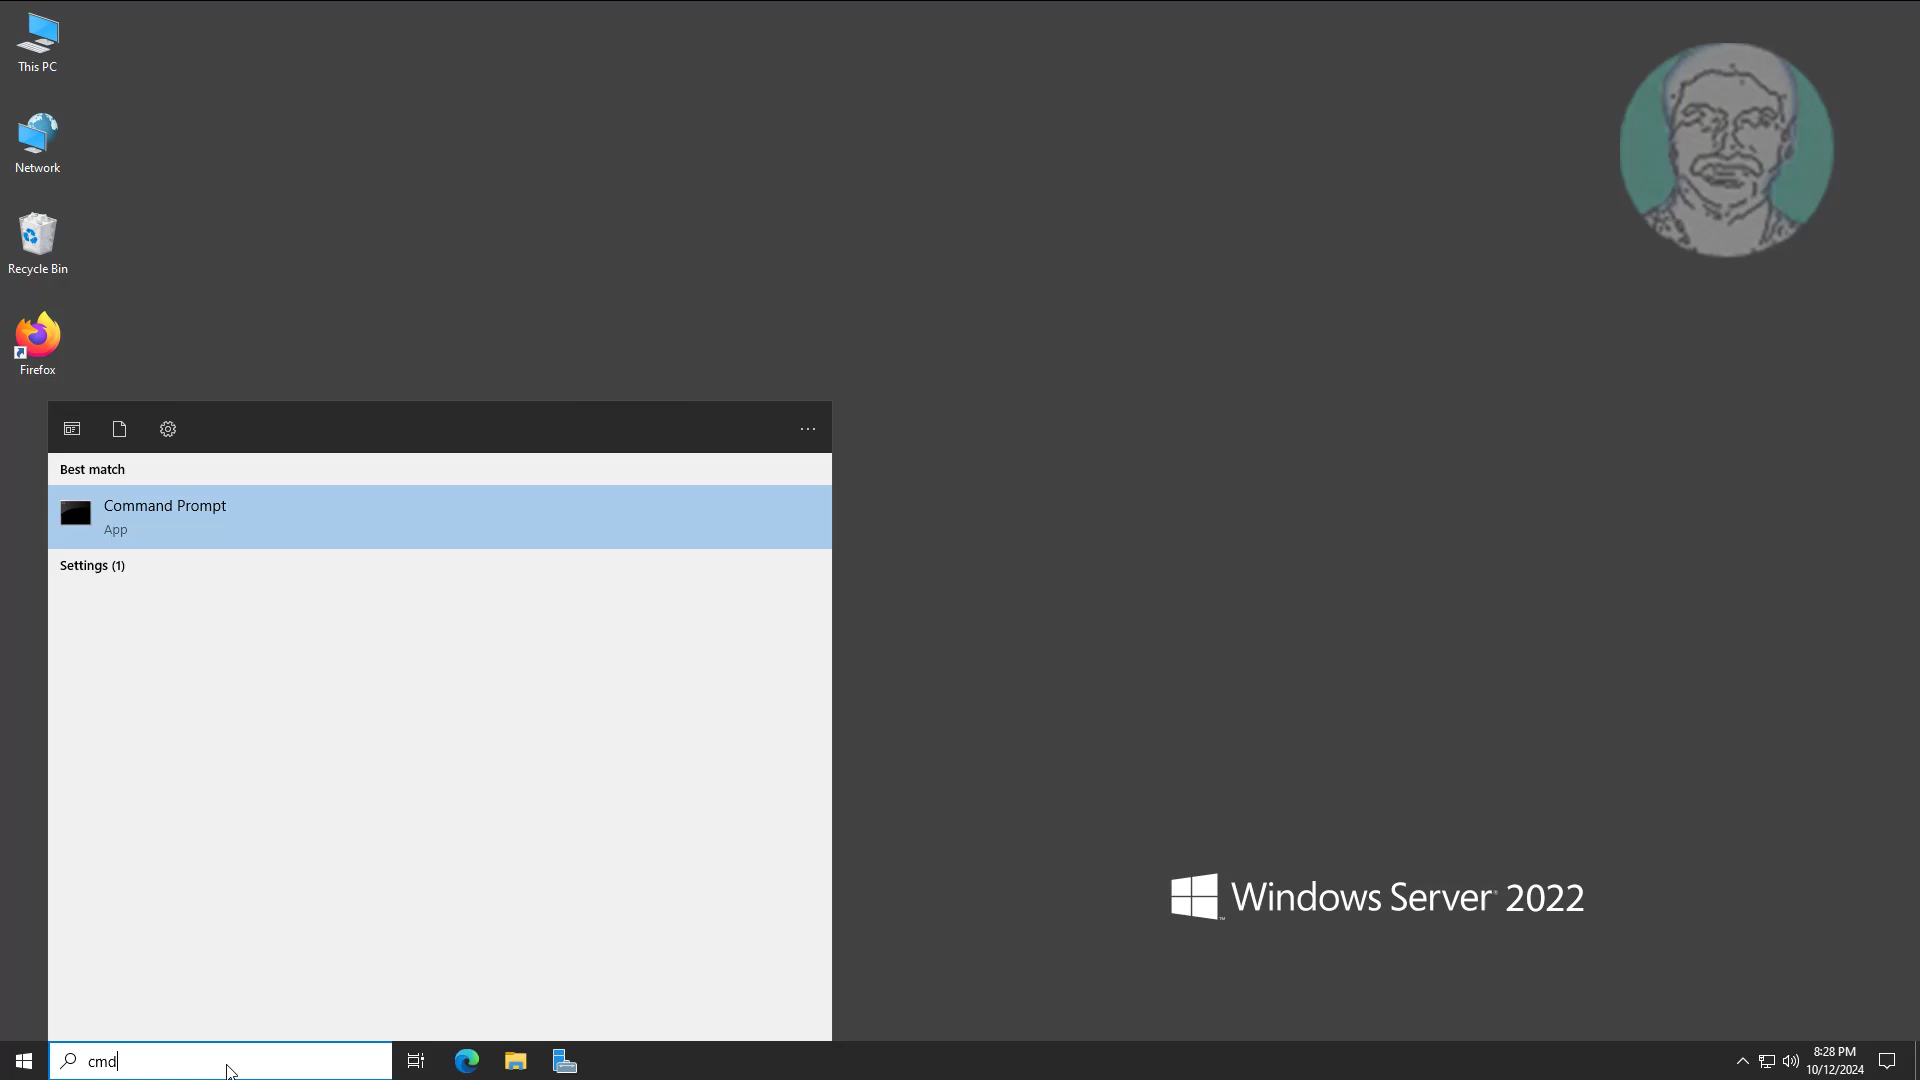 This PC
Network
Recycle Bin
Firefox
Best match
Command Prompt
App
Settings (1)
Windows Server 2022
cmd
8:28 PM
10/12/2024